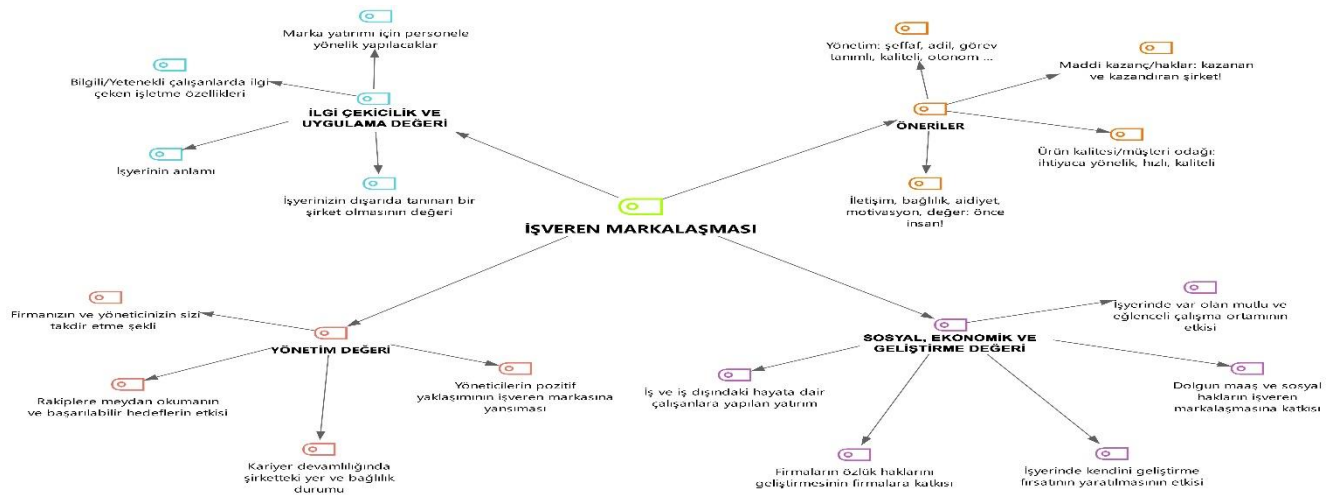 Marka yatırımı için personele
yönelik yapılacaklar
Bilgili/Yetenekli çalışanlarda ilgi
çeken işletme özellikleri
İLGİ ÇEKİCİLİK VE
UYGULAMA DEĞERİ
İşyerinin anlamı
İşyerinizin dışarıda tanınan bir
şirket olmasının değeri
Yönetim: şeffaf, adil, görev
tanımlı, kaliteli, otonom ...
Maddi kazanç/haklar: kazanan
ve kazandıran şirket!
ÖNERİLER
Ürün kalitesi/müşteri odağı:
ihtiyaca yönelik, hızlı, kaliteli
İletişim, bağlılık, aidiyet,
motivasyon, değer: önce
insan!
İŞVEREN MARKALAŞMASI
Firmanızın ve yöneticinizin sizi
takdir etme şekli
YÖNETİM DEĞERİ
Rakiplere meydan okumanın
ve başarılabilir hedeflerin etkisi
Yöneticilerin pozitif
yaklaşımının işveren markasına
yansıması
Kariyer devamlılığında
şirketteki yer ve bağlılık
durumu
İşyerinde var olan mutlu ve
eğlenceli çalışma ortamının
etkisi
SOSYAL, EKONOMİK VE
GELİŞTİRME DEĞERİ
İş ve iş dışındaki hayata dair
çalışanlara yapılan yatırım
Dolgun maaş ve sosyal
hakların işveren
markalaşmasına katkısı
Firmaların özlük haklarını
geliştirmesinin firmalara katkısı
İşyerinde kendini geliştirme
fırsatının yaratılmasının etkisi